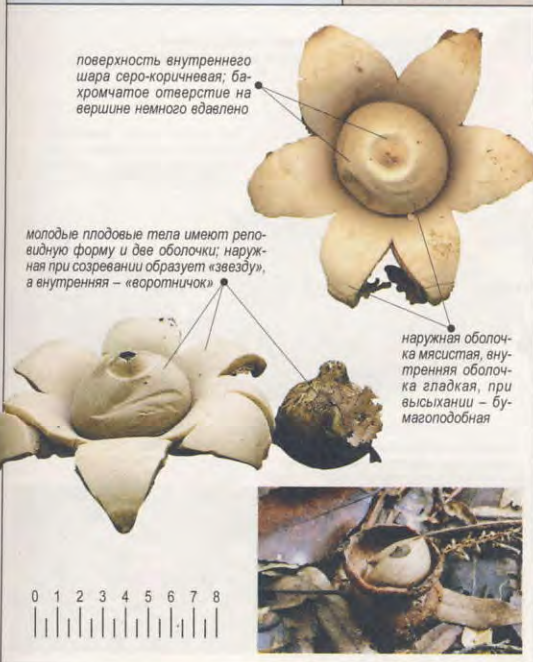 поверхность внутреннего
шара серо-коричневая; ба-
хромчатое отверстие на
вершине немного вдавлено
молодые плодовые тела имеют репо-
видную форму и две оболочки; наруж-
ная при созревании образует «звезду»,
а внутренняя – «воротничок»
наружная оболоч-
ка мясистая, вну-
тренняя оболоч-
ка гладкая, при
высыхании – бу-
магоподобная
0 1 2 3 4 5 6 7 8